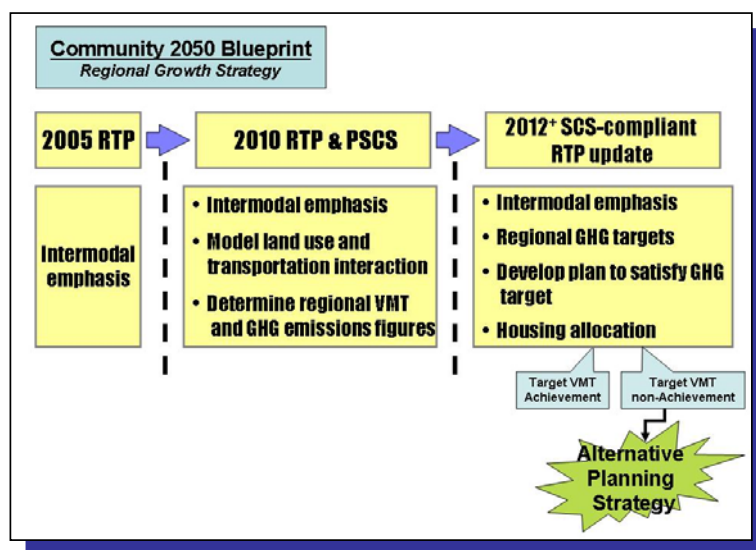 Community 2050 Blueprint
Regional Growth Strategy
2005 RTP
2010 RTP & PSCS
2012⁺ SCS-compliant
RTP update
Intermodal
emphasis
• Intermodal emphasis
• Model land use and
transportation interaction
• Determine regional VMT
and GHG emissions figures
• Intermodal emphasis
• Regional GHG targets
• Develop plan to satisfy GHG
target
• Housing allocation
Target VMT
Achievement
Target VMT
non-Achievement
Alternative
Planning
Strategy